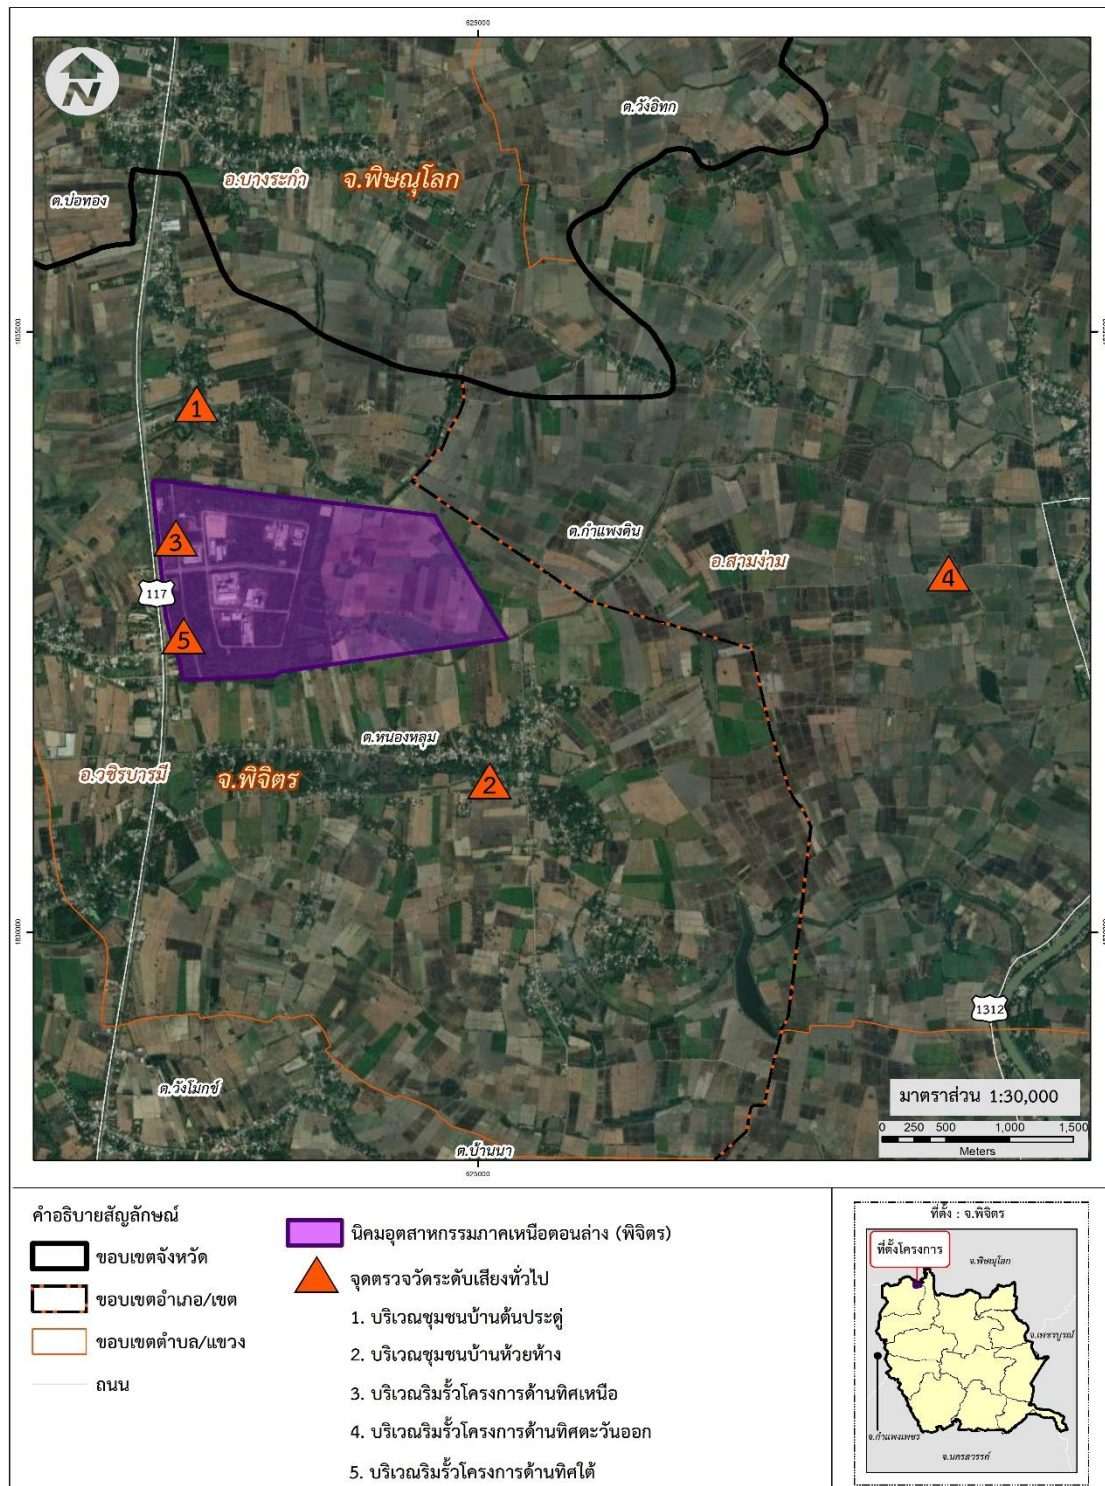 625000
N
ต.วังอิทก
อ.บางระกำ
จ.พิษณุโลก
ต.บ่อทอง
1835000
1835000
1
3
ต.กำแพงดิน
อ.สามง่าม
4
117
5
ต.หนองหลุม
อ.วชิรบารมี
จ.พิจิตร
2
1830000
1830000
1312
ต.วังโมกข์
มาตราส่วน 1:30,000
0 250 500 1,000 1,500
Meters
ต.บ้านนา
625000
คำอธิบายสัญลักษณ์
ขอบเขตจังหวัด
ขอบเขตอำเภอ/เขต
ขอบเขตตำบล/แขวง
ถนน
นิคมอุตสาหกรรมภาคเหนือตอนล่าง (พิจิตร)
จุดตรวจวัดระดับเสียงทั่วไป
1. บริเวณชุมชนบ้านต้นประดู่
2. บริเวณชุมชนบ้านห้วยห้าง
3. บริเวณริมรั้วโครงการด้านทิศเหนือ
4. บริเวณริมรั้วโครงการด้านทิศตะวันออก
5. บริเวณริมรั้วโครงการด้านทิศใต้
ที่ตั้ง : จ.พิจิตร
ที่ตั้งโครงการ
จ.พิษณุโลก
จ.เพชรบูรณ์
จ.กำแพงเพชร
จ.นครสวรรค์